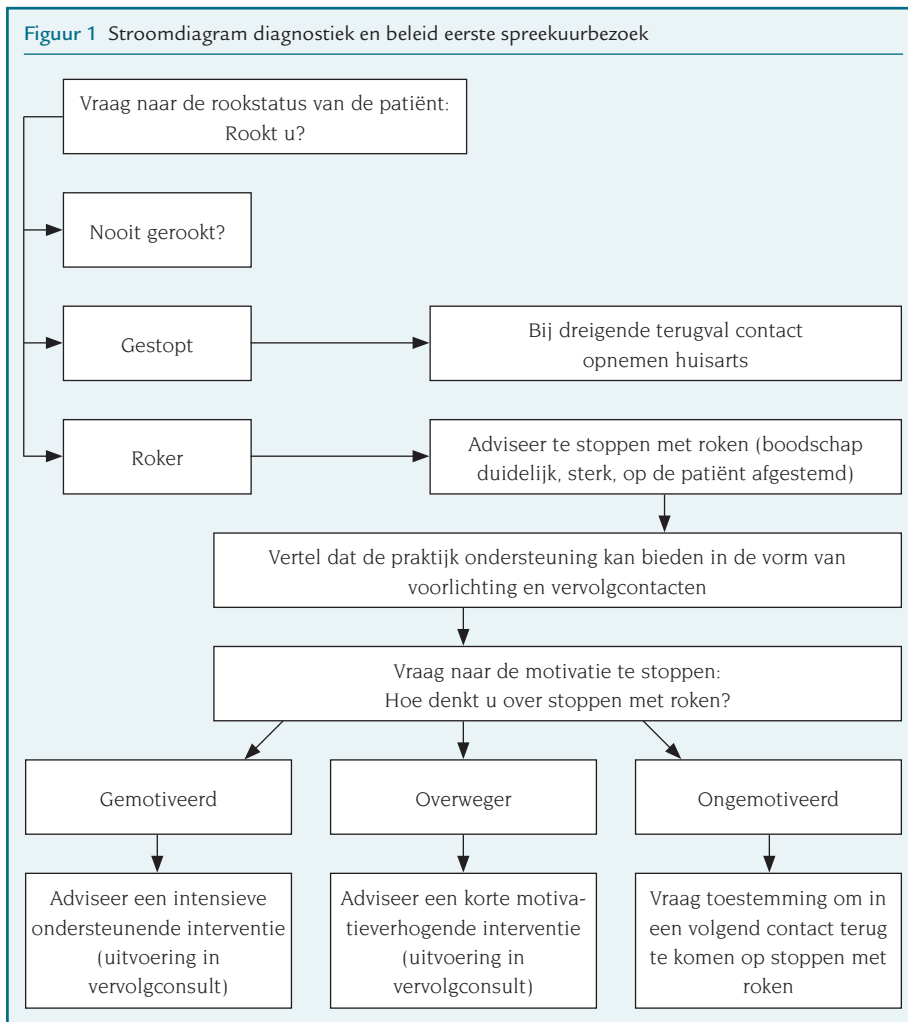 Figuur 1 Stroomdiagram diagnostiek en beleid eerste spreekuurbezoek
Vraag naar de rookstatus van de patiënt:
Rookt u?
Nooit gerookt?
Gestopt
Bij dreigende terugval contact
opnemen huisarts
Roker
Adviseer te stoppen met roken (boodschap
duidelijk, sterk, op de patiënt afgestemd)
Vertel dat de praktijk ondersteuning kan bieden in de vorm van
voorlichting en vervolgcontacten
Vraag naar de motivatie te stoppen:
Hoe denkt u over stoppen met roken?
Gemotiveerd
Overweger
Ongemotiveerd
Adviseer een intensieve
ondersteunende interventie
(uitvoering in
vervolgconsult)
Adviseer een korte motiva-
tieverhogende interventie
(uitvoering in
vervolgconsult)
Vraag toestemming om in
een volgend contact terug
te komen op stoppen met
roken